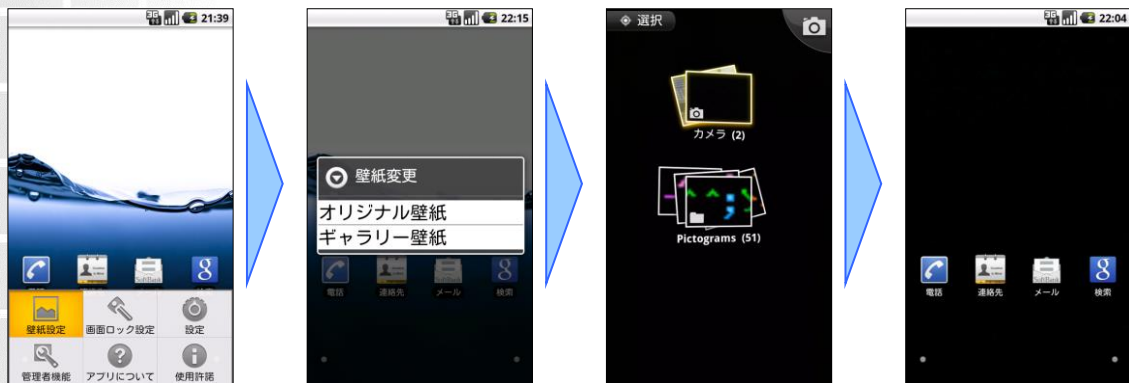 21:39
壁紙設定
画面ロック設定
設定
管理者機能
アプリについて
使用許諾
22:15
壁紙変更
オリジナル壁紙
ギャラリー壁紙
電話
連絡先
メール
検索
選択
カメラ (2)
Pictograms (51)
22:04
電話
連絡先
メール
検索